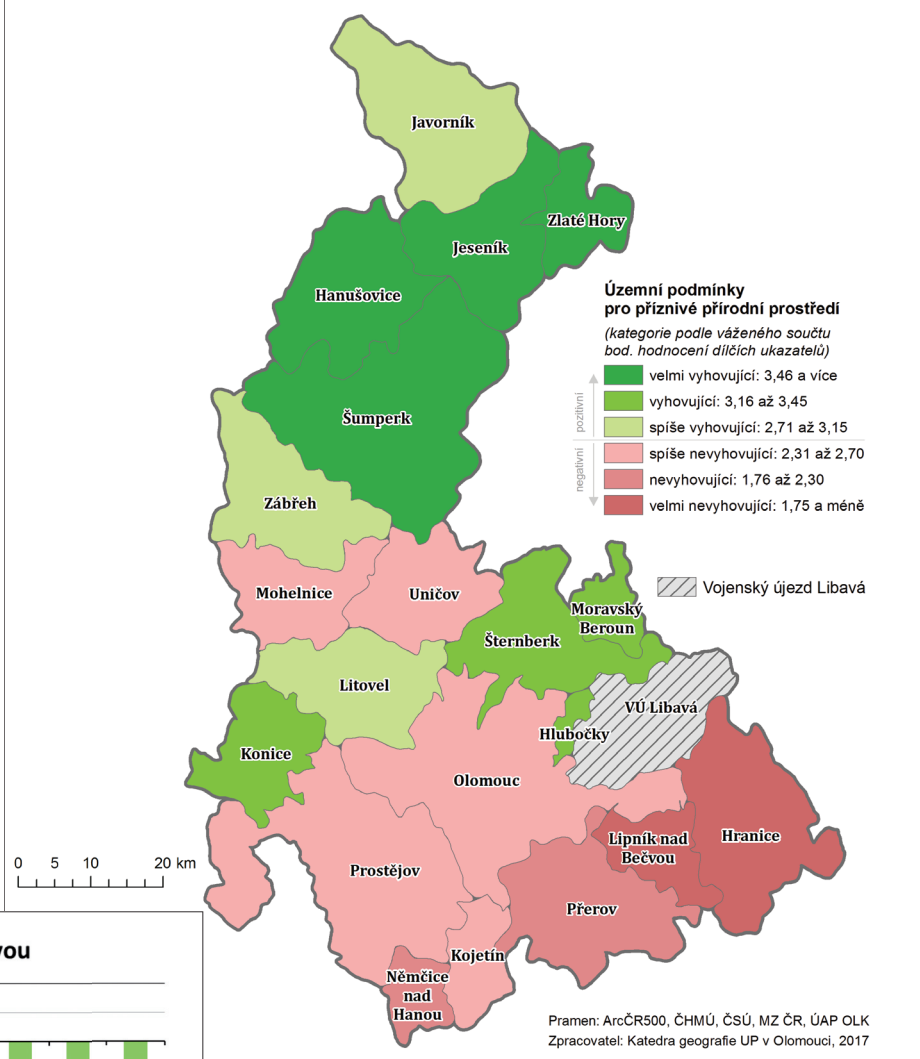 Javorník
Zlaté Hory
Jeseník
Hanušovice
Šumperk
Zábřeh
Mohelnice
Uničov
Moravský
Beroun
Šternberk
Litovel
VÚ Libavá
Hlubočky
Konice
Olomouc
Hranice
Lipník nad
Bečvou
Prostějov
Přerov
Kojetín
Němčice
nad
Hanou
Územní podmínky
pro příznivé přírodní prostředí
(kategorie podle váženého součtu
bod. hodnocení dílčích ukazatelů)
pozitivní
velmi vyhovující: 3,46 a více
vyhovující: 3,16 až 3,45
spíše vyhovující: 2,71 až 3,15
negativní
spíše nevyhovující: 2,31 až 2,70
nevyhovující: 1,76 až 2,30
velmi nevyhovující: 1,75 a méně
Vojenský újezd Libavá
0 5 10 20 km
vou
Pramen: ArcČR500, ČHMÚ, ČSÚ, MZ ČR, ÚAP OLK
Zpracovatel: Katedra geografie UP v Olomouci, 2017